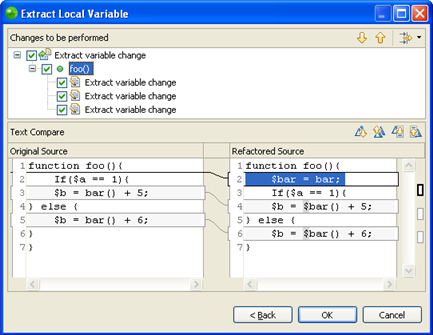 Extract Local Variable
Changes to be performed
Extract variable change
foo()
Extract variable change
Extract variable change
Extract variable change
Text Compare
Original Source
1 function foo(){
2 If($a == 1){
3 $b = bar() + 5;
4 } else {
5 $b = bar() + 6;
6 }
7 }
Refactored Source
1 function foo(){
2 $bar = bar;
3 If($a == 1){
4 $b = $bar() + 5;
5 } else {
6 $b = $bar() + 6;
7 }
< Back
OK
Cancel